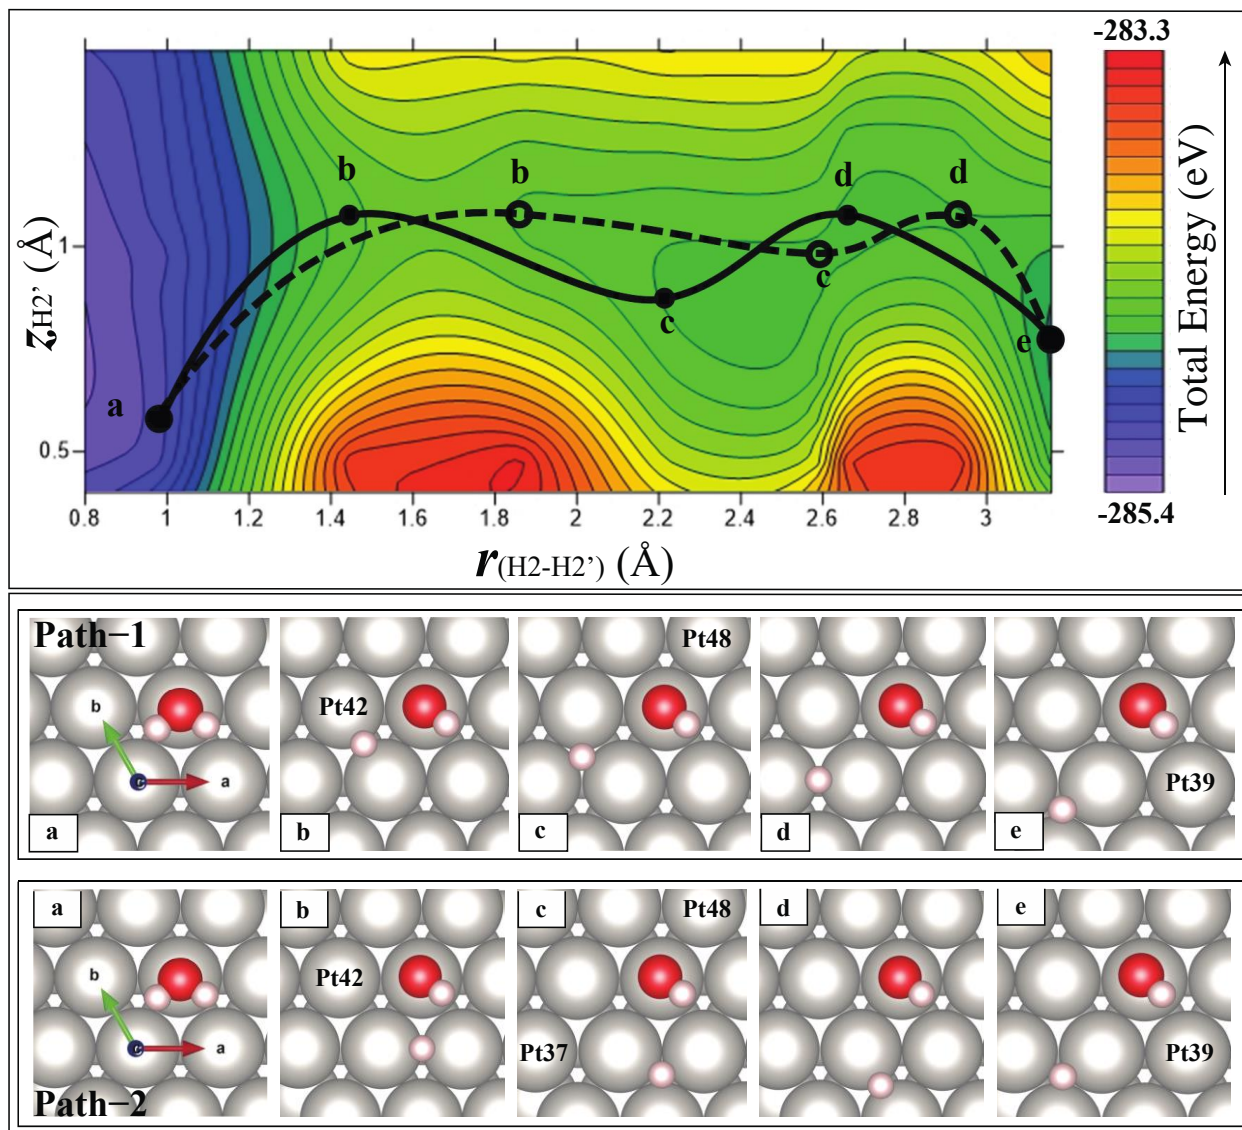 -283.3
b
b
d
d
1
c
c
a
e
0.5
zH2' (Å)
Total Energy (eV)
-285.4
0.8
1
1.2
1.4
1.6
1.8
2
2.2
2.4
2.6
2.8
3
r(H2-H2') (Å)
Path−1
b
c
a
a
Pt42
b
Pt48
c
d
Pt39
e
a
b
c
a
Path−2
b
Pt42
c
Pt48
Pt37
d
e
Pt39